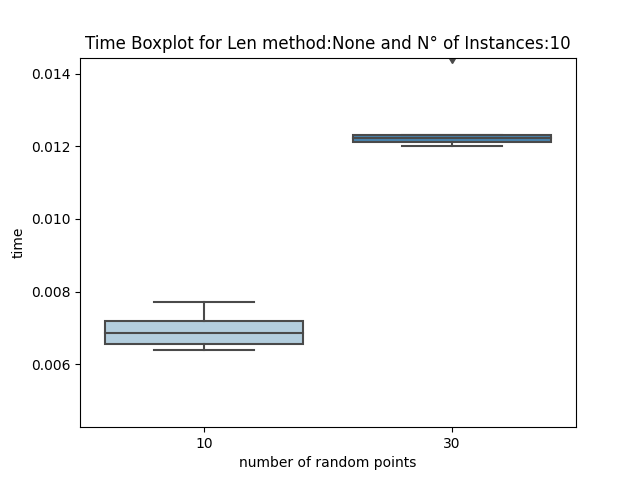 Time Boxplot for Len method:None and N° of Instances:10
0.014
0.012
0.010
0.008
0.006
time
10
30
number of random points